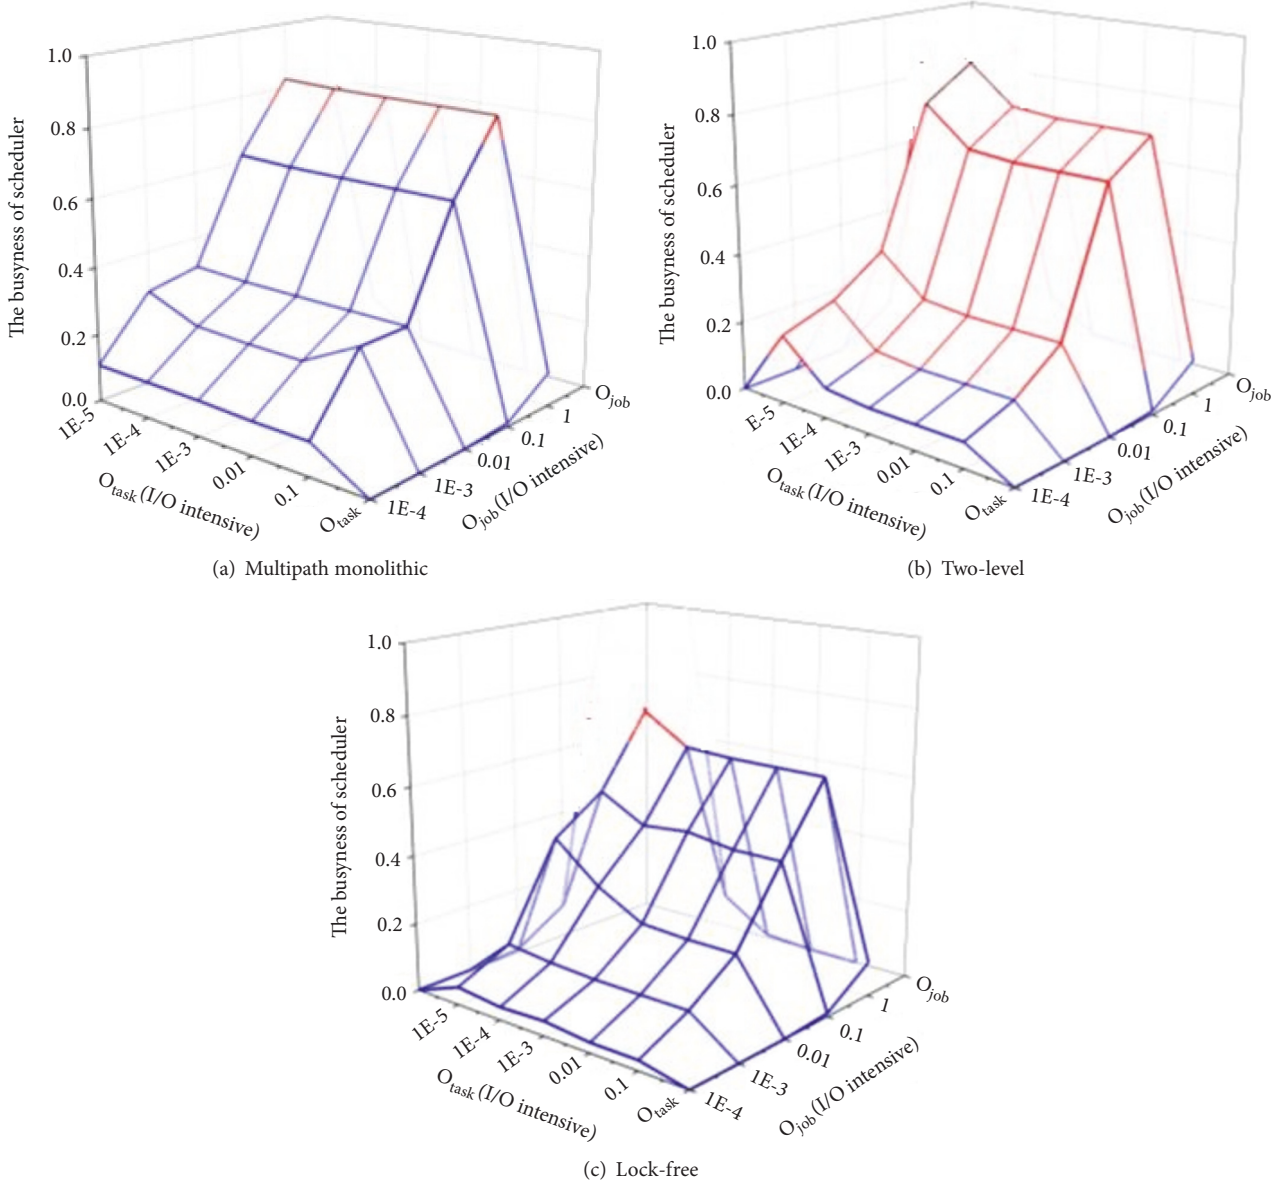 The busyness of scheduler
1.0
0.8
0.6
0.4
0.2
0.0
1E-5
1E-4
1E-3
0.01
0.1
Otask
Otask (I/O intensive)
1E-4
1E-3
0.01
0.1
1
Ojob
Ojob (I/O intensive)
(a) Multipath monolithic
The busyness of scheduler
1.0
0.8
0.6
0.4
0.2
0.0
E-5
1E-4
1E-3
0.01
0.1
Otask
Otask (I/O intensive)
1E-4
1E-3
0.01
0.1
1
Ojob
Ojob (I/O intensive)
(b) Two-level
The busyness of scheduler
1.0
0.8
0.6
0.4
0.2
0.0
1E-5
1E-4
1E-3
0.01
0.1
Otask
Otask (I/O intensive)
1E-4
1E-3
0.01
0.1
1
Ojob
Ojob (I/O intensive)
(c) Lock-free